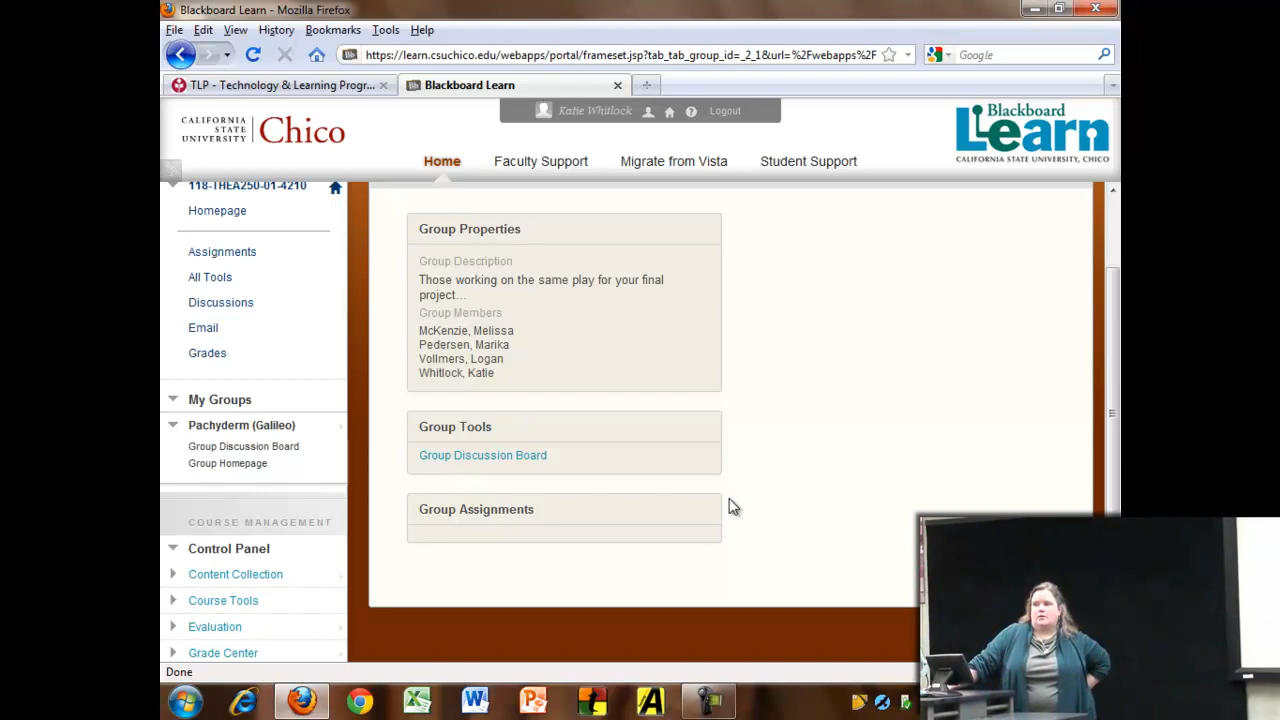 Blackboard Learn - Mozilla Firefox
File Edit View History Bookmarks Tools Help
https://learn.csuchico.edu/webapps/portal/frameset.jsp?tab_tab_group_id=_2_1&url=%2Fwebapps%2F
Google
TLP - Technology & Learning Progr...
Blackboard Learn
Katie Whitlock
Logout
CALIFORNIA STATE UNIVERSITY, Chico
Blackboard
Learn
CALIFORNIA STATE UNIVERSITY, CHICO
Home Faculty Support Migrate from Vista Student Support
118-THEA250-01-4210
Homepage
Assignments
All Tools
Discussions
Email
Grades
My Groups
Pachyderm (Galileo)
Group Discussion Board
Group Homepage
COURSE MANAGEMENT
Control Panel
Content Collection
Course Tools
Evaluation
Grade Center
Group Properties
Group Description
Those working on the same play for your final
project...
Group Members
McKenzie, Melissa
Pedersen, Marika
Vollmers, Logan
Whitlock, Katie
Group Tools
Group Discussion Board
Group Assignments
Done